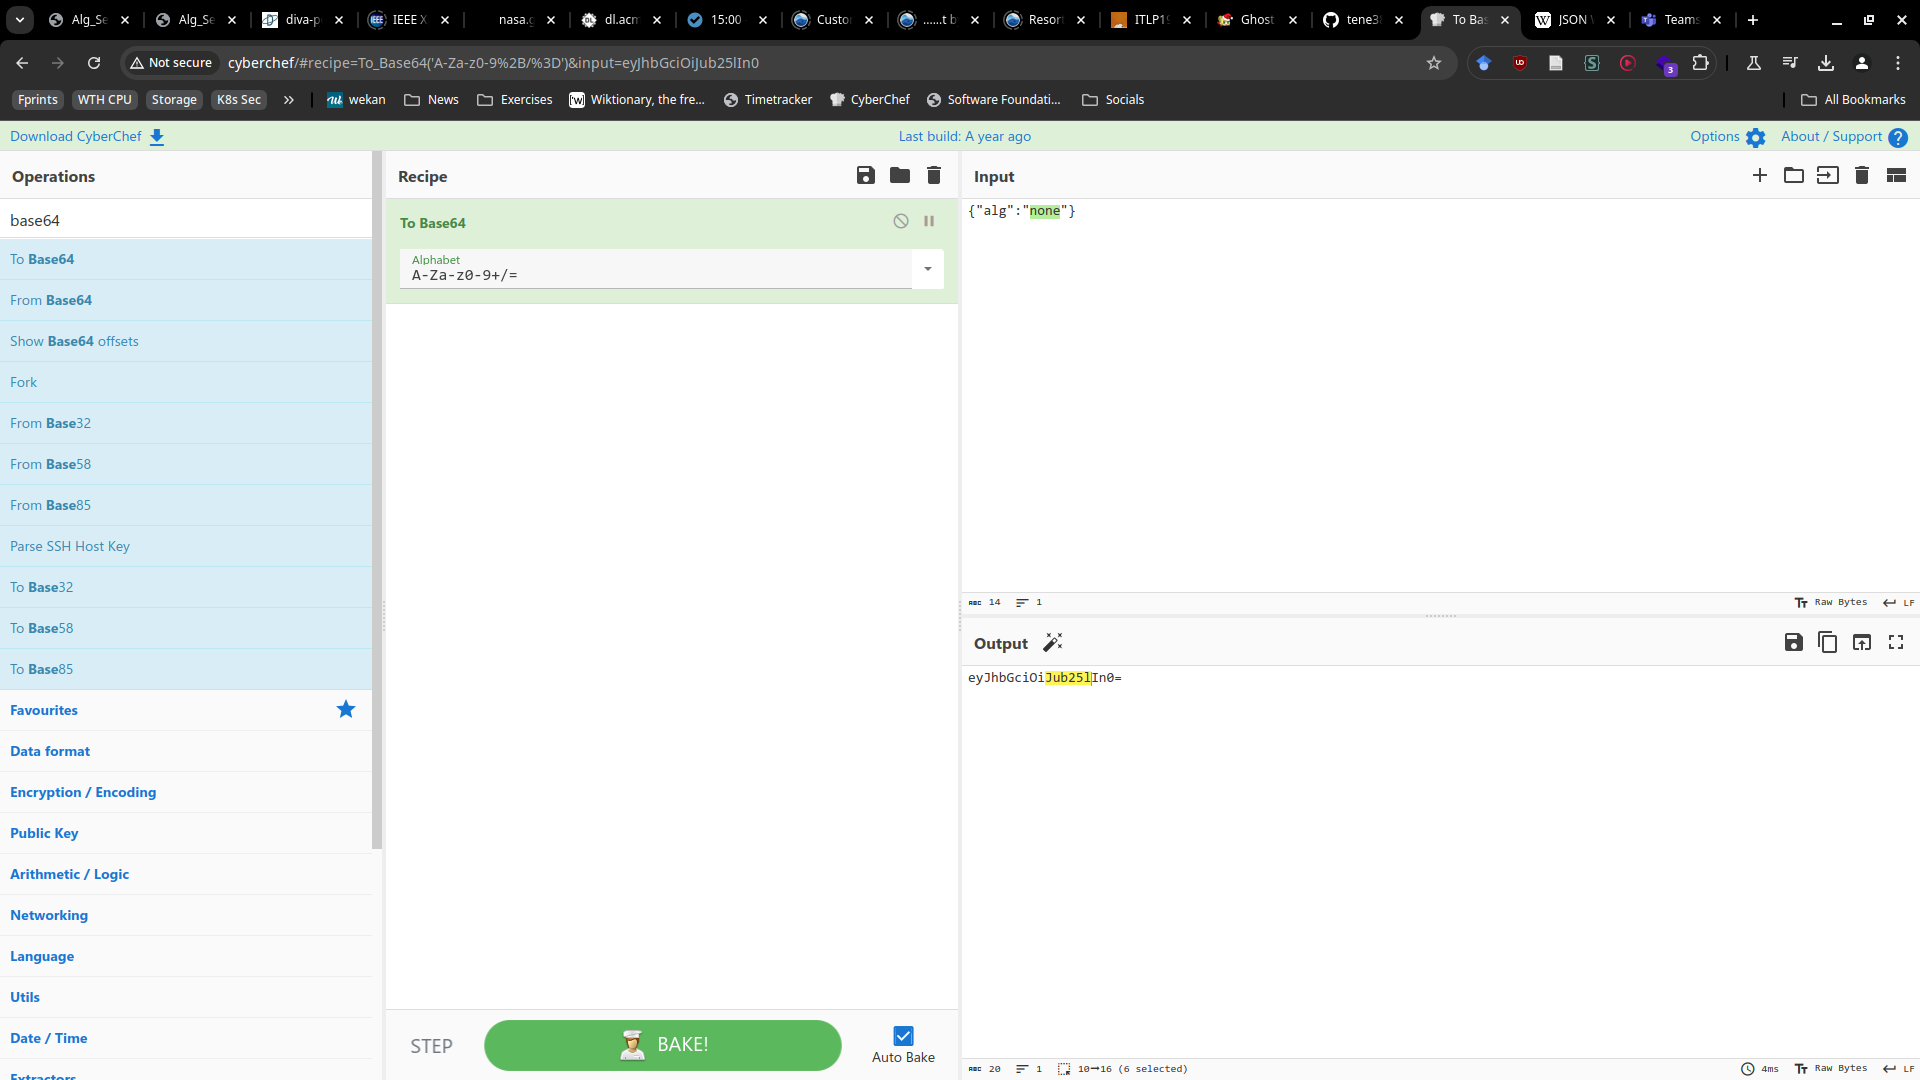 Alg_Se
Alg_Se
diva-p
IEEE X
nasa.g
dl.acm
15:00
Custo
......t b
Resor
ITLP19
Ghost
tene38
To Bas
JSON W
Teams
Not secure
cyberchef/#recipe=To_Base64('A-Za-z0-9%2B/%3D')&input=eyJhbGciOiJub25lIn0
3
Fprints
WTH CPU
Storage
K8s Sec
wekan
News
Exercises
Wiktionary, the fre...
Timetracker
CyberChef
Software Foundati...
Socials
All Bookmarks
Download CyberChef
Last build: A year ago
Options
About / Support
Operations
base64
To Base64
From Base64
Show Base64 offsets
Fork
From Base32
From Base58
From Base85
Parse SSH Host Key
To Base32
To Base58
To Base85
Favourites
Data format
Encryption / Encoding
Public Key
Arithmetic / Logic
Networking
Language
Utils
Date / Time
Extractors
Recipe
To Base64
Alphabet
A-Za-z0-9+/=
STEP
BAKE!
Auto Bake
Input
{"alg":"none"}
ABC 14
1
Raw Bytes
LF
Output
eyJhbGciOiJub25lIn0=
ABC 20
1
10→16 (6 selected)
4ms
Raw Bytes
LF